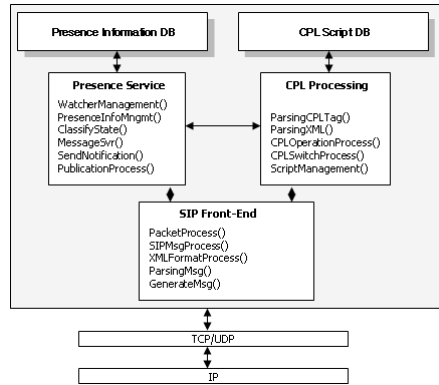 Presence Information DB
CPL Script DB
Presence Service
WatcherManagement()
PresenceInfoMngmt()
ClassifyState()
MessageSvr()
SendNotification()
PublicationProcess()
CPL Processing
ParsingCPLTag()
ParsingXML()
CPLOperationProcess()
CPLSwitchProcess()
ScriptManagement()
SIP Front-End
PacketProcess()
SIPMsgProcess()
XMLFormatProcess()
ParsingMsg()
GenerateMsg()
TCP/UDP
IP